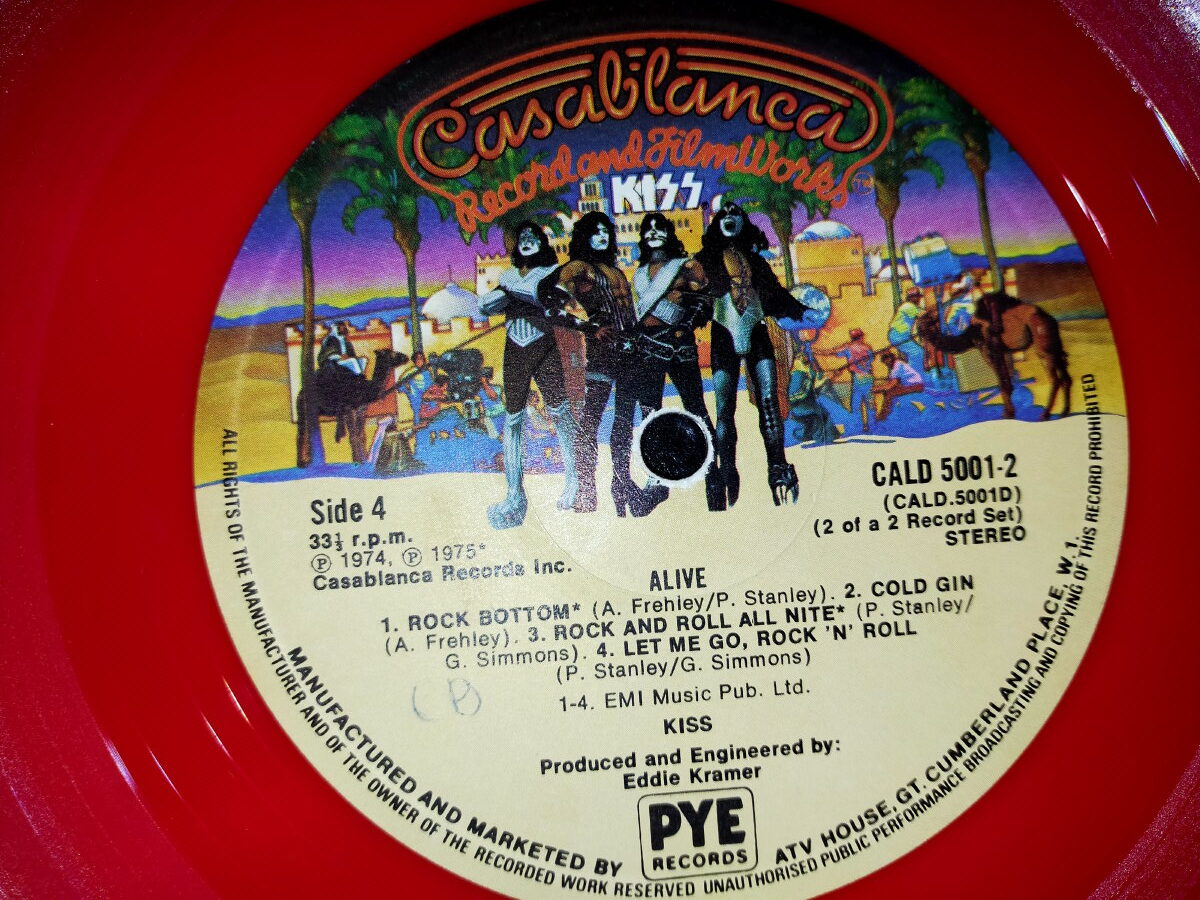 Casablanca
Record and FilmWorks™
KISS
Side 4
33⅓ r.p.m.
Ⓟ 1974, Ⓟ 1975*
Casablanca Records Inc.
CALD 5001-2
(CALD.5001D)
(2 of a 2 Record Set)
STEREO
ALIVE
1. ROCK BOTTOM* (A. Frehley/P. Stanley). 2. COLD GIN
(A. Frehley). 3. ROCK AND ROLL ALL NITE* (P. Stanley/
G. Simmons). 4. LET ME GO, ROCK 'N' ROLL
(P. Stanley/G. Simmons)
1-4. EMI Music Pub. Ltd.
KISS
Produced and Engineered by:
Eddie Kramer
PYE
RECORDS
MANUFACTURED AND MARKETED BY
ATV HOUSE, GT. CUMBERLAND PLACE, W. 1.
ALL RIGHTS OF THE MANUFACTURER AND OF THE OWNER OF THE RECORDED WORK RESERVED UNAUTHORISED PUBLIC PERFORMANCE BROADCASTING AND COPYING OF THIS RECORD PROHIBITED